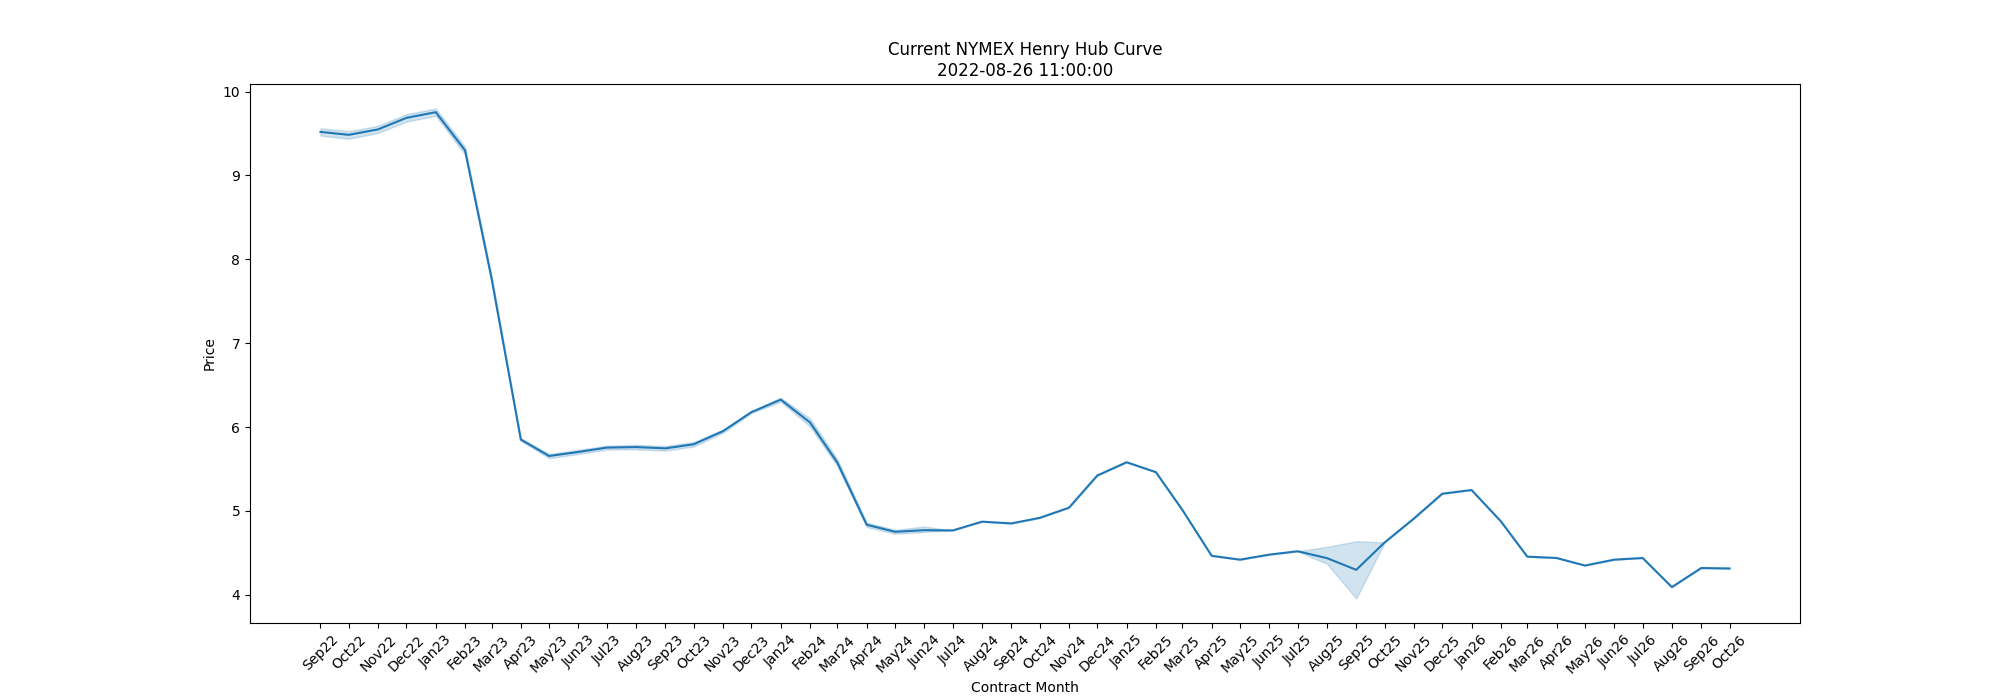 Current NYMEX Henry Hub Curve
2022-08-26 11:00:00
10
9
8
7
6
5
4
Price
Sep22 Oct22 Nov22 Dec22 Jan23 Feb23 Mar23 Apr23 May23 Jun23 Jul23 Aug23 Sep23 Oct23 Nov23 Dec23 Jan24 Feb24 Mar24 Apr24 May24 Jun24 Jul24 Aug24 Sep24 Oct24 Nov24 Dec24 Jan25 Feb25 Mar25 Apr25 May25 Jun25 Jul25 Aug25 Sep25 Oct25 Nov25 Dec25 Jan26 Feb26 Mar26 Apr26 May26 Jun26 Jul26 Aug26 Sep26 Oct26
Contract Month